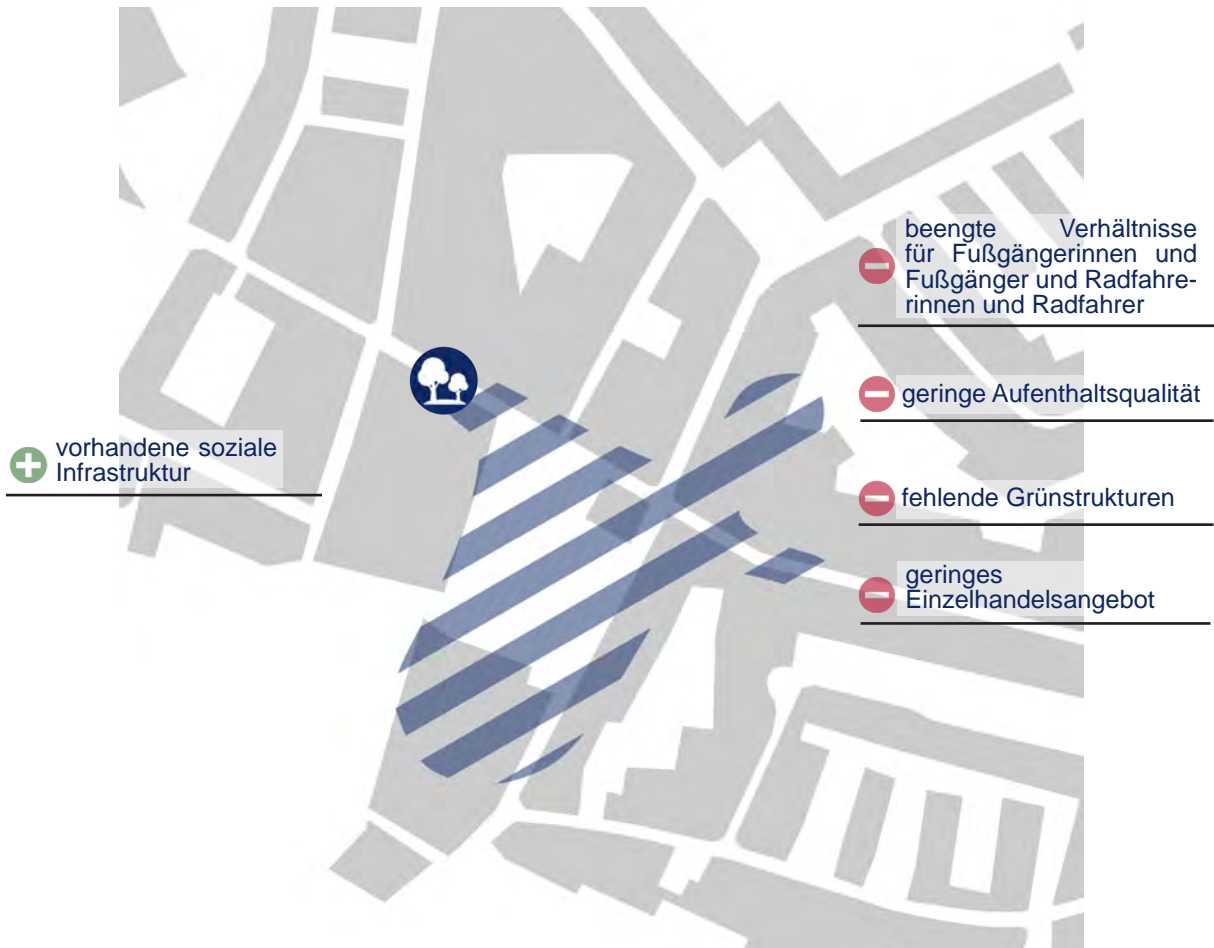 beengte Verhältnisse
für Fußgängerinnen und
Fußgänger und Radfahre-
rinnen und Radfahrer
geringe Aufenthaltsqualität
vorhandene soziale
Infrastruktur
fehlende Grünstrukturen
geringes
Einzelhandelsangebot